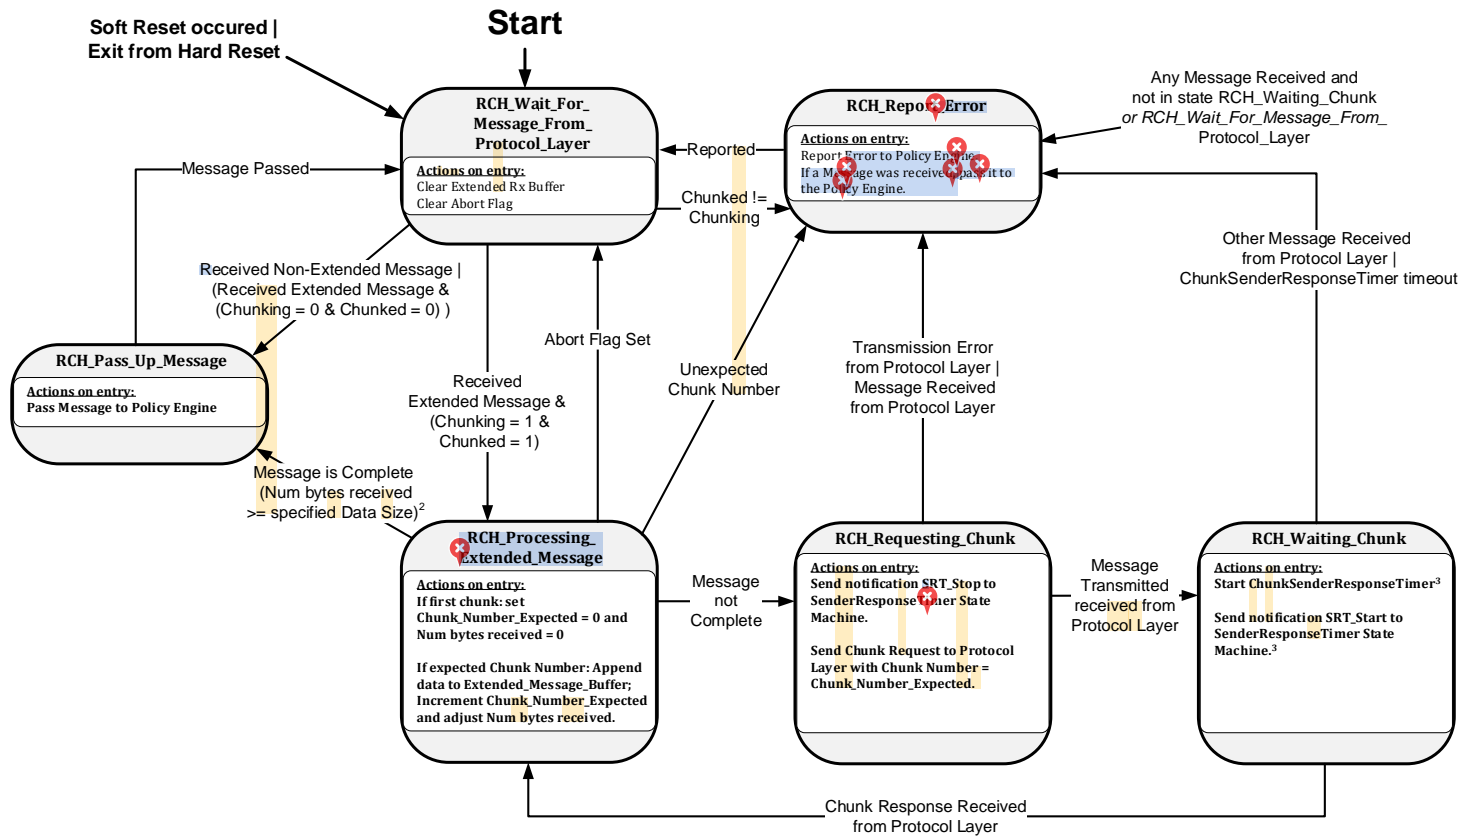 Start
Soft Reset occured |
Exit from Hard Reset
RCH_Wait_For_
Message_From_
Protocol_Layer
Actions on entry:
Clear Extended Rx Buffer
Clear Abort Flag
RCH_Report_Error
Actions on entry:
Report Error to Policy Engine.
If a Message was received, pass it to
the Policy Engine.
Any Message Received and
not in state RCH_Waiting_Chunk
or RCH_Wait_For_Message_From_
Protocol_Layer
Message Passed
Reported
Chunked !=
Chunking
Received Non-Extended Message |
(Received Extended Message &
(Chunking = 0 & Chunked = 0) )
Other Message Received
from Protocol Layer |
ChunkSenderResponseTimer timeout
RCH_Pass_Up_Message
Actions on entry:
Pass Message to Policy Engine
Abort Flag Set
Received
Extended Message &
(Chunking = 1 &
Chunked = 1)
Unexpected
Chunk Number
Transmission Error
from Protocol Layer |
Message Received
from Protocol Layer
Message is Complete
(Num bytes received
>= specified Data Size)²
RCH_Processing_
Extended_Message
Actions on entry:
If first chunk: set
Chunk_Number_Expected = 0 and
Num bytes received = 0
If expected Chunk Number: Append
data to Extended_Message_Buffer;
Increment Chunk_Number_Expected
and adjust Num bytes received.
Message
not
Complete
RCH_Requesting_Chunk
Actions on entry:
Send notification SRT_Stop to
SenderResponseTimer State
Machine.
Send Chunk Request to Protocol
Layer with Chunk Number =
Chunk_Number_Expected.
Message
Transmitted
received from
Protocol Layer
RCH_Waiting_Chunk
Actions on entry:
Start ChunkSenderResponseTimer³
Send notification SRT_Start to
SenderResponseTimer State
Machine.³
Chunk Response Received
from Protocol Layer